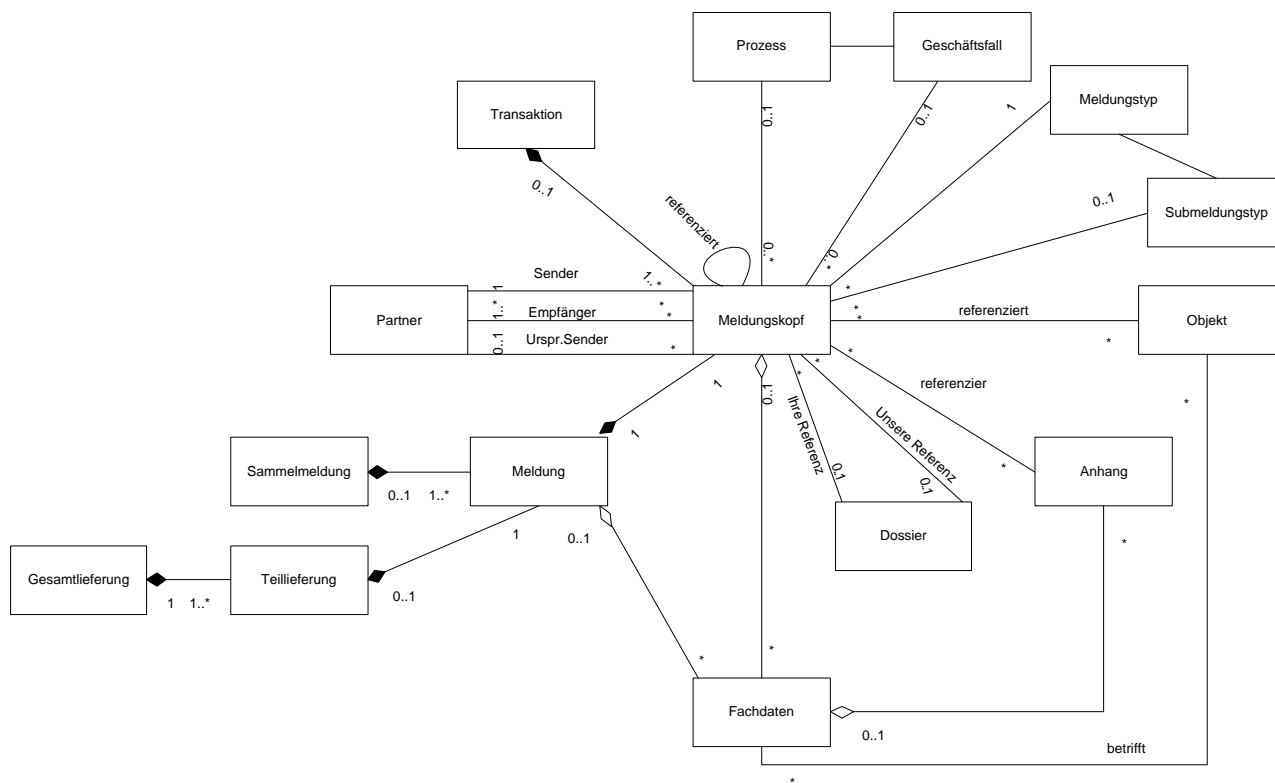 Prozess
Geschäftsfall
Meldungstyp
Transaktion
0..1
0..1
1
0..1
0..1
Submeldungstyp
referenziert
0..
*
0
*
*
*
1..*
Sender
1
*
Partner
1..*
Empfänger
*
Meldungskopf
*
referenziert
*
Objekt
0..1
Urspr.Sender
*
*
1
0..1
*
*
referenzier
*
Ihre Referenz
Unsere Referenz
1
Sammelmeldung
0..1
1..*
Meldung
0..1
0..1
*
Anhang
Dossier
1
0..1
*
Gesamtlieferung
1
1..*
Teillieferung
0..1
*
*
Fachdaten
0..1
betrifft
*